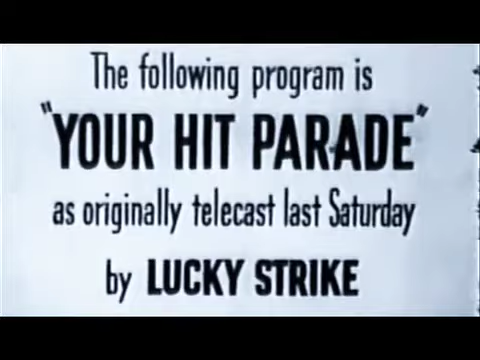 The following program is
"YOUR HIT PARADE"
as originally telecast last Saturday
by LUCKY STRIKE